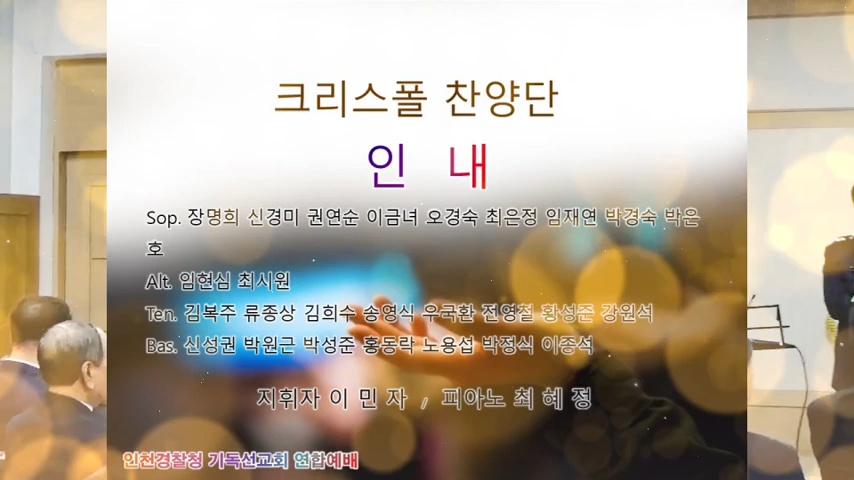 크리스폴 찬양단
인 내
Sop. 장명희 신경미 권연순 이금녀 오경숙 최은정 임재연 박경숙 박은
호
Alt. 임현심 최시원
Ten. 김복주 류종상 김희수 송영식 우국환 전영철 황성준 강원석
Bas. 신성권 박원근 박성준 홍동락 노용섭 박정식 이종석
지휘자 이 민 자 , 피아노 최 혜 정
인천경찰청 기독선교회 연합예배